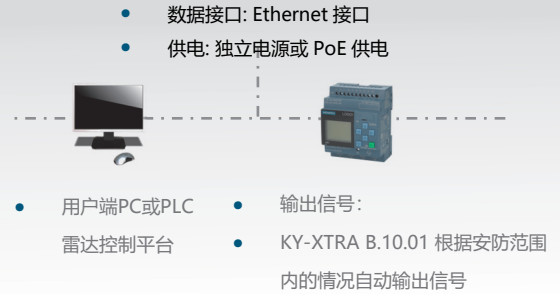 • 数据接口: Ethernet 接口
• 供电: 独立电源或 PoE 供电
• 用户端PC或PLC
雷达控制平台
• 输出信号：
• KY-XTRA B.10.01 根据安防范围
内的情况自动输出信号